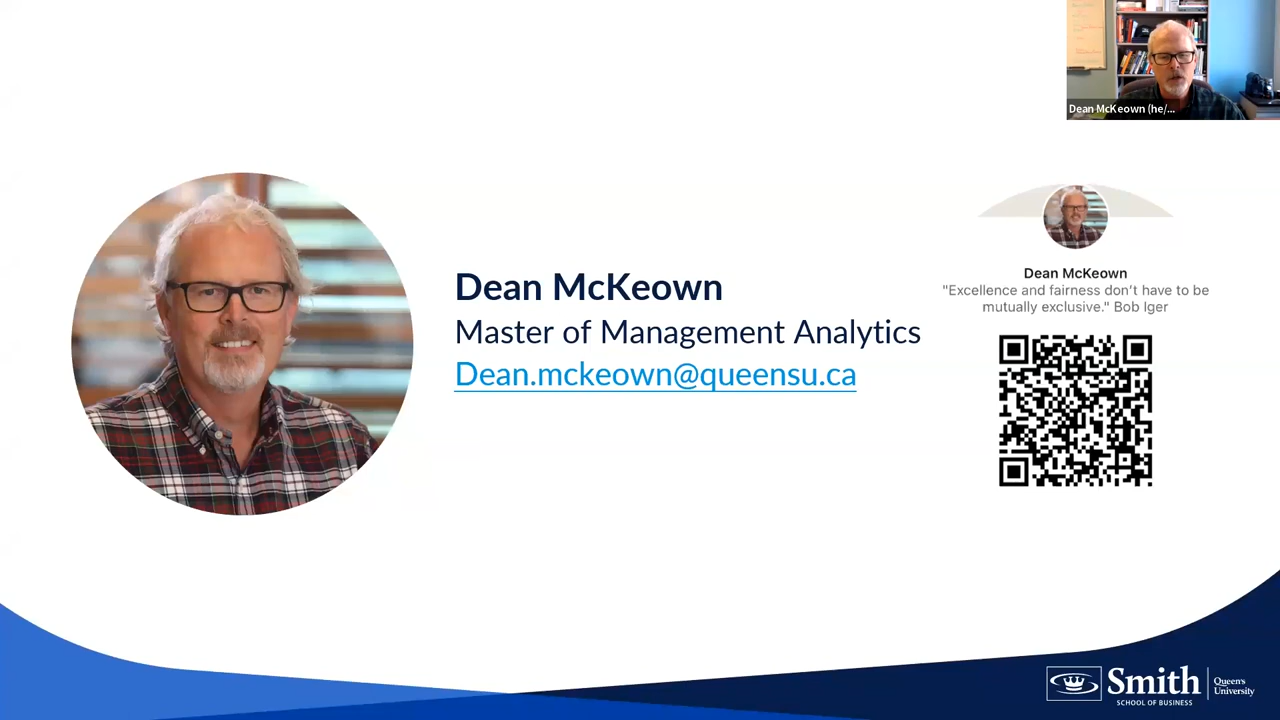 Dean McKeown (he/...
Dean McKeown
Master of Management Analytics
Dean.mckeown@queensu.ca
Dean McKeown
"Excellence and fairness don't have to be
mutually exclusive." Bob Iger
Smith
SCHOOL OF BUSINESS
Queen's
University